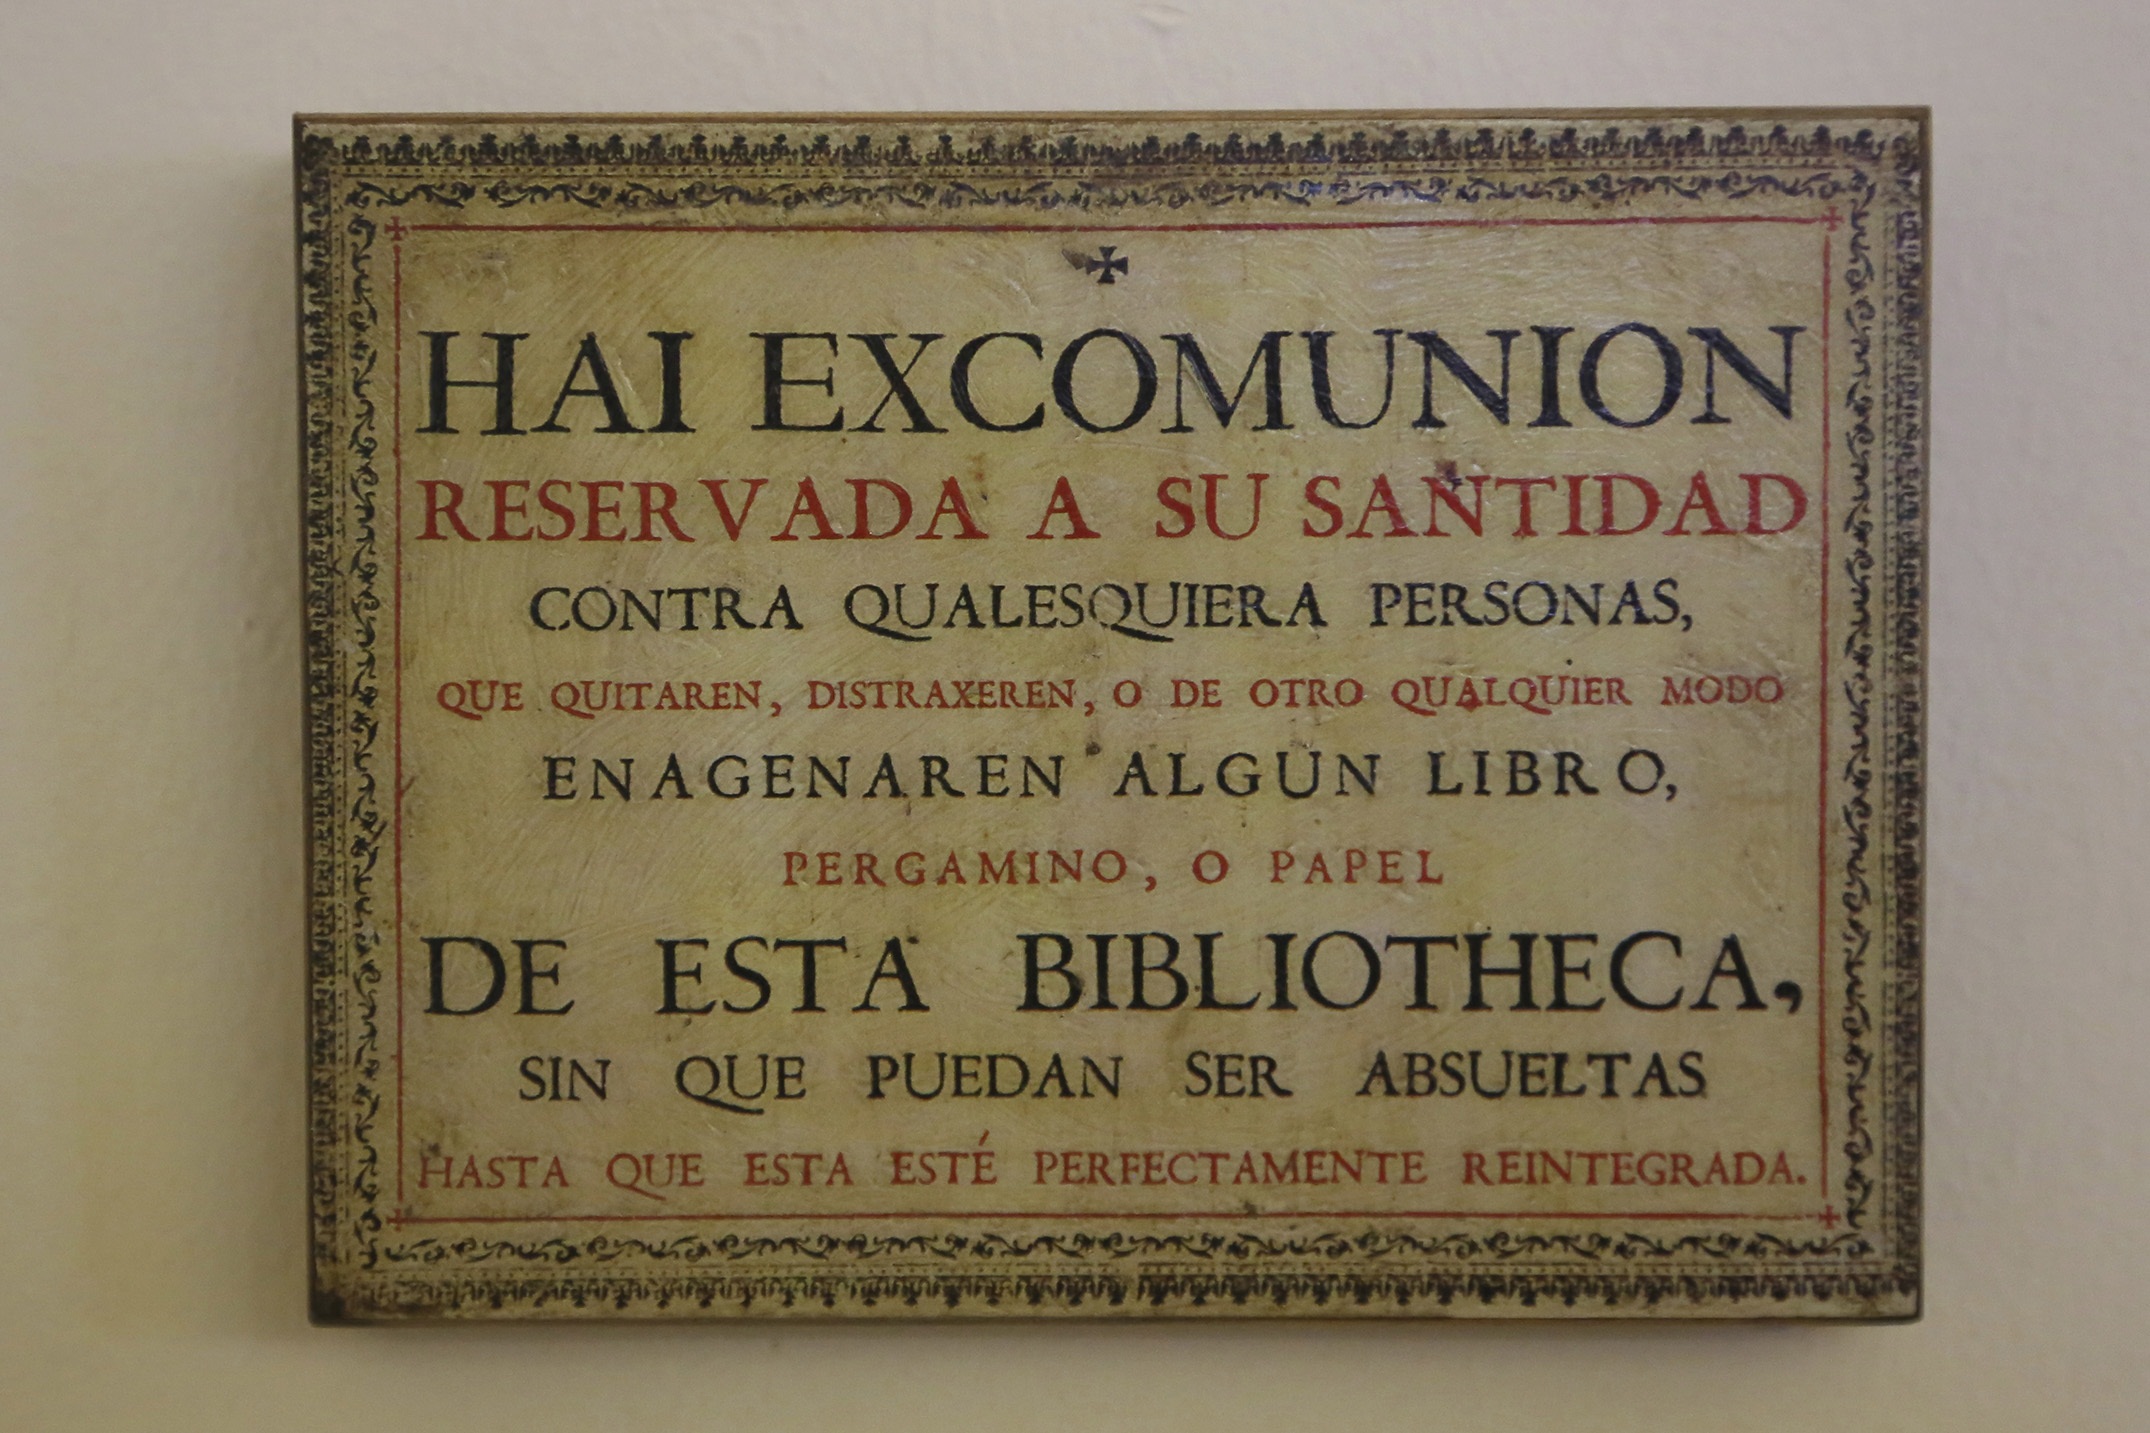 HAI EXCOMUNION
RESERVADA A SU SANTIDAD
CONTRA QUALESQUIERA PERSONAS,
QUE QUITAREN, DISTRAXEREN, O DE OTRO QUALQUIER MODO
ENAGENAREN ALGUN LIBRO,
PERGAMINO, O PAPEL
DE ESTA BIBLIOTHECA,
SIN QUE PUEDAN SER ABSUELTAS
HASTA QUE ESTA ESTÉ PERFECTAMENTE REINTEGRADA.